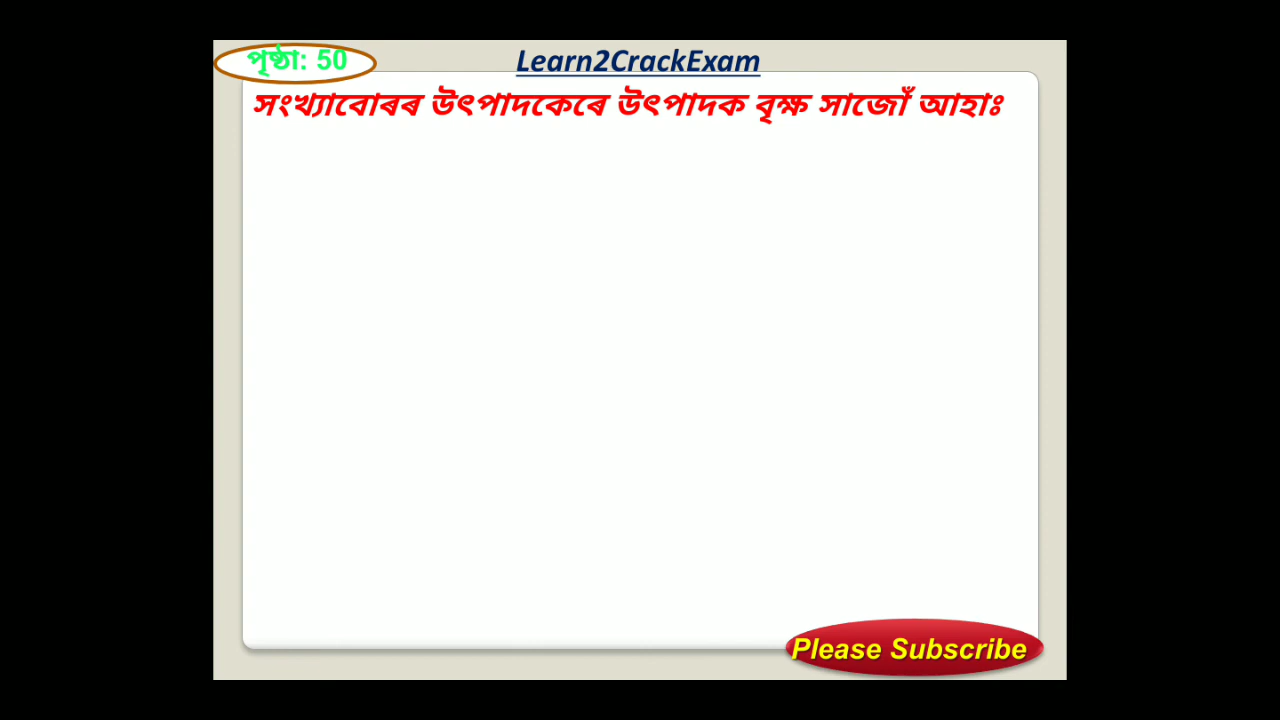 পৃষ্ঠা: 50
Learn2CrackExam
সংখ্যাবোৰৰ উৎপাদকেৰে উৎপাদক বৃক্ষ সাজোঁ আহাঃ
Please Subscribe